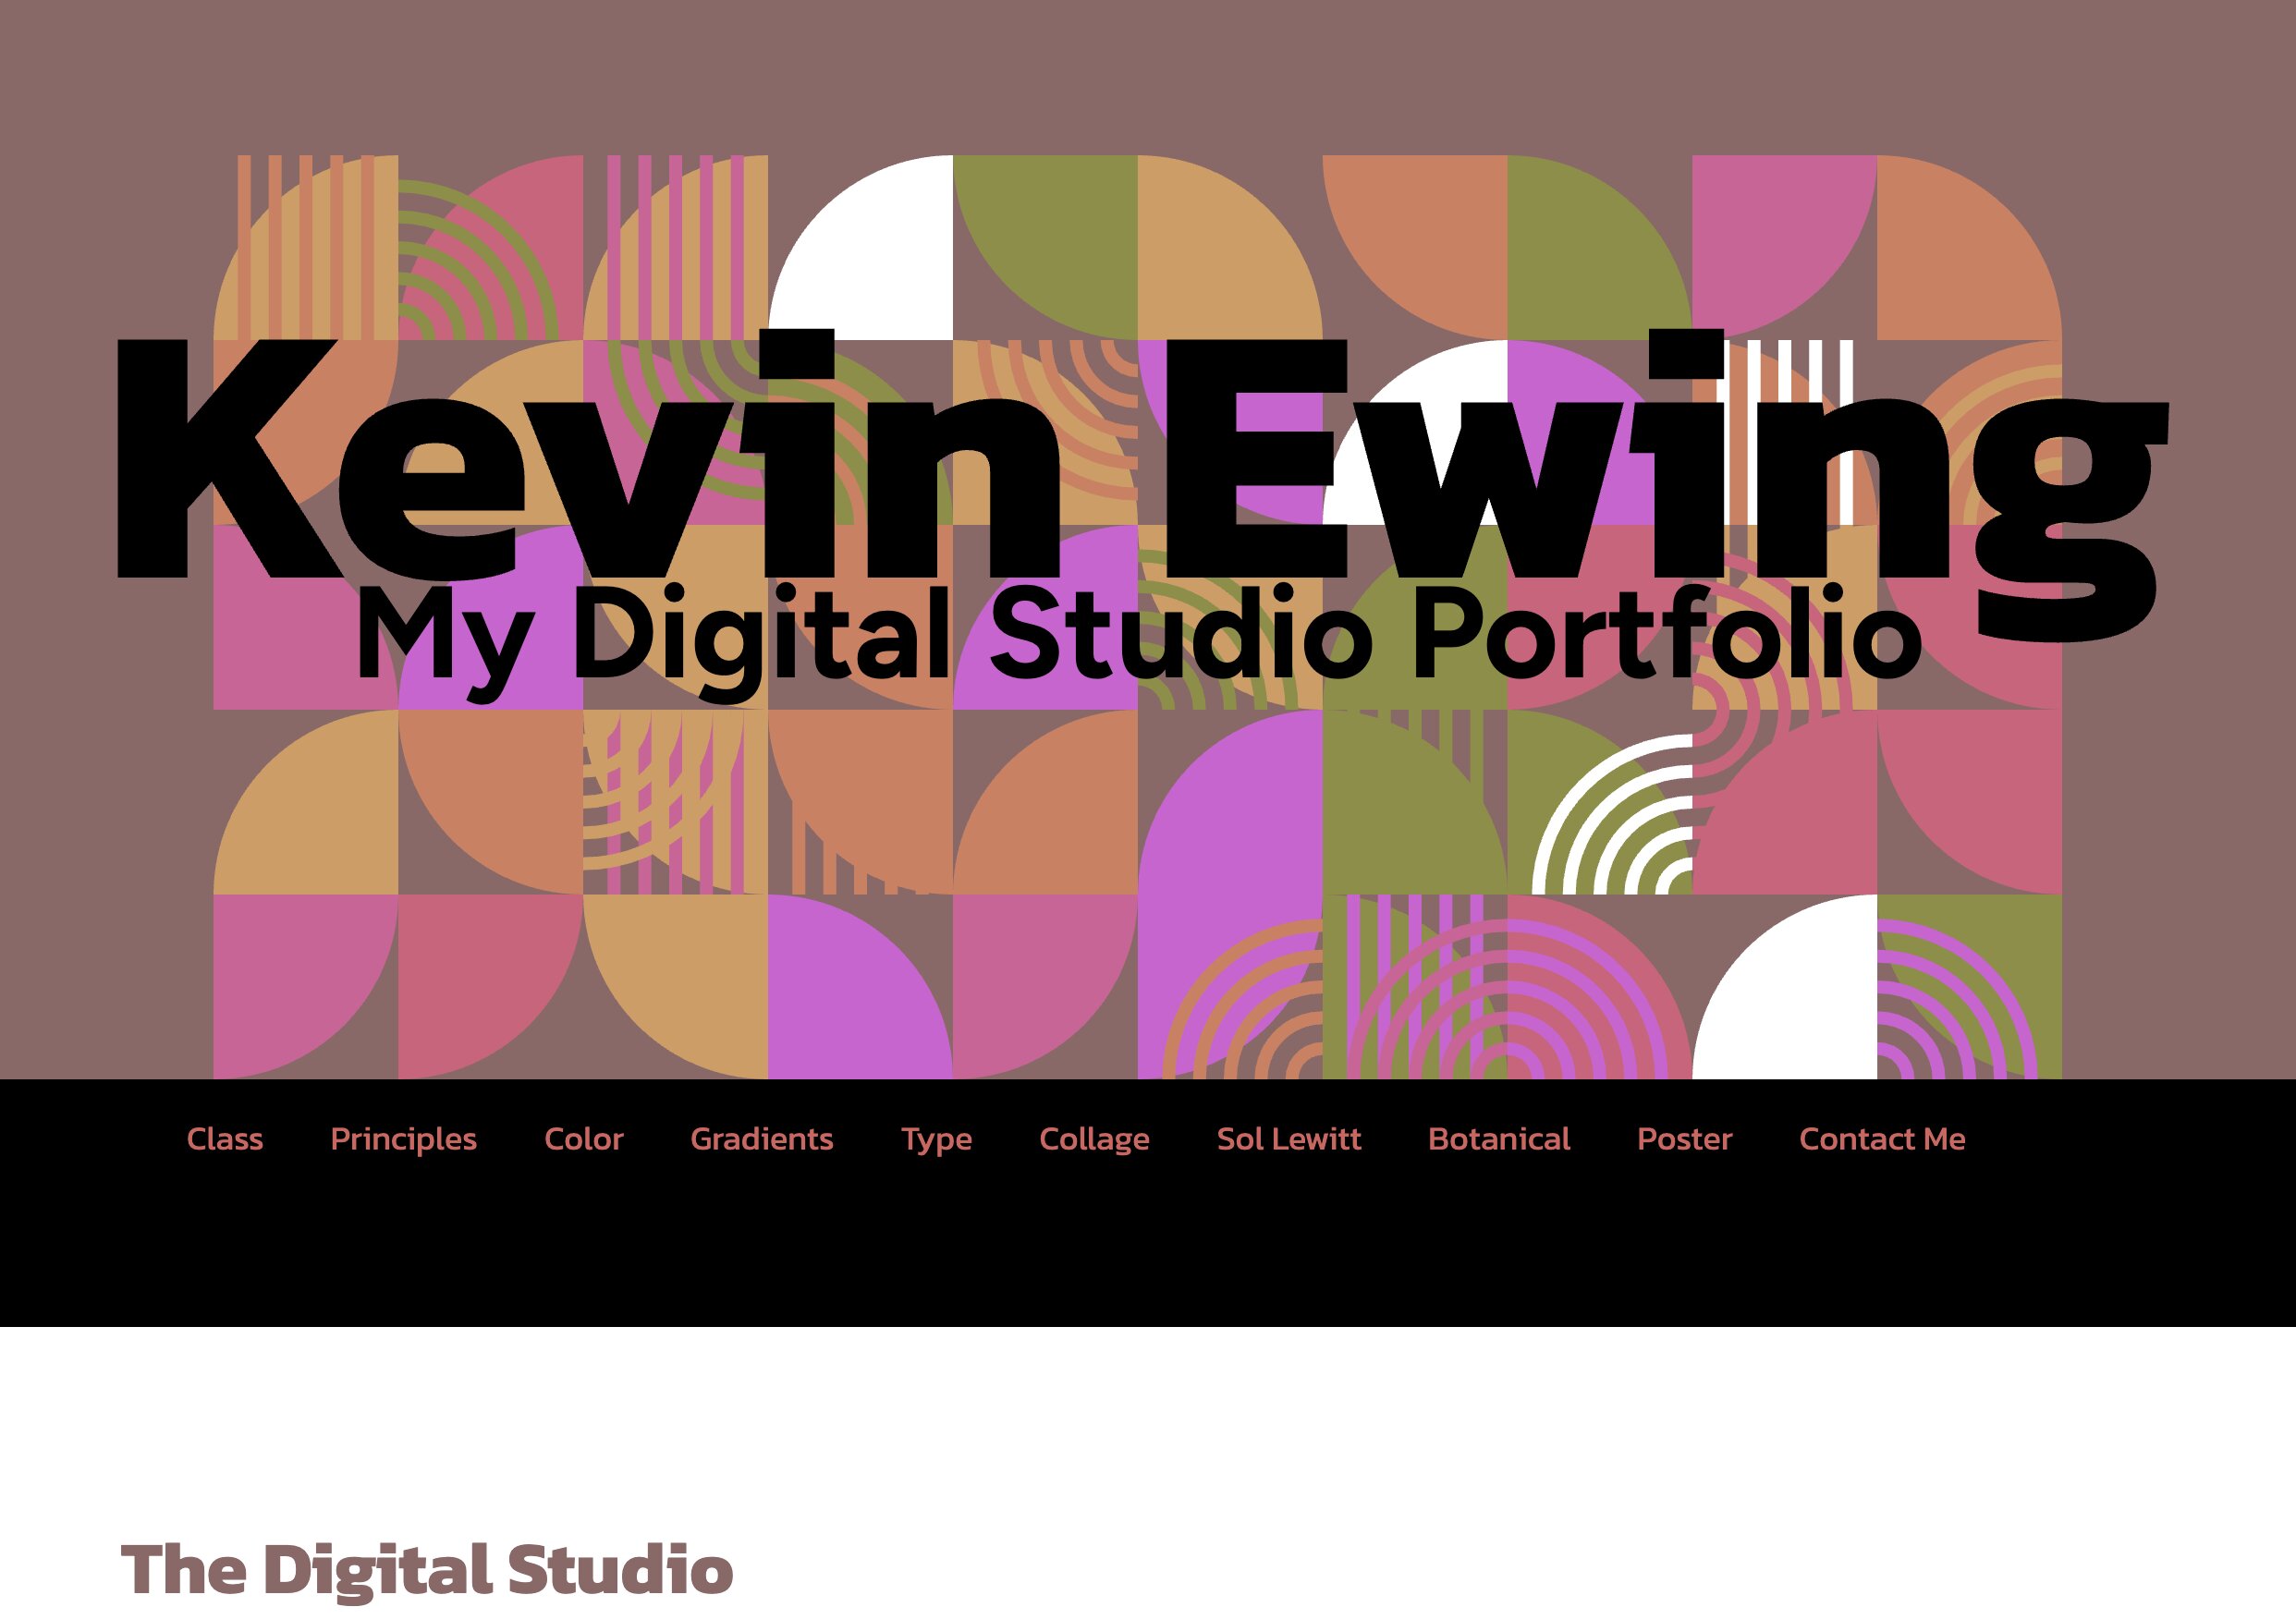 Kevin Ewing
My Digital Studio Portfolio
Class Principles Color Gradients Type Collage Sol Lewitt Botanical Poster Contact Me
The Digital Studio